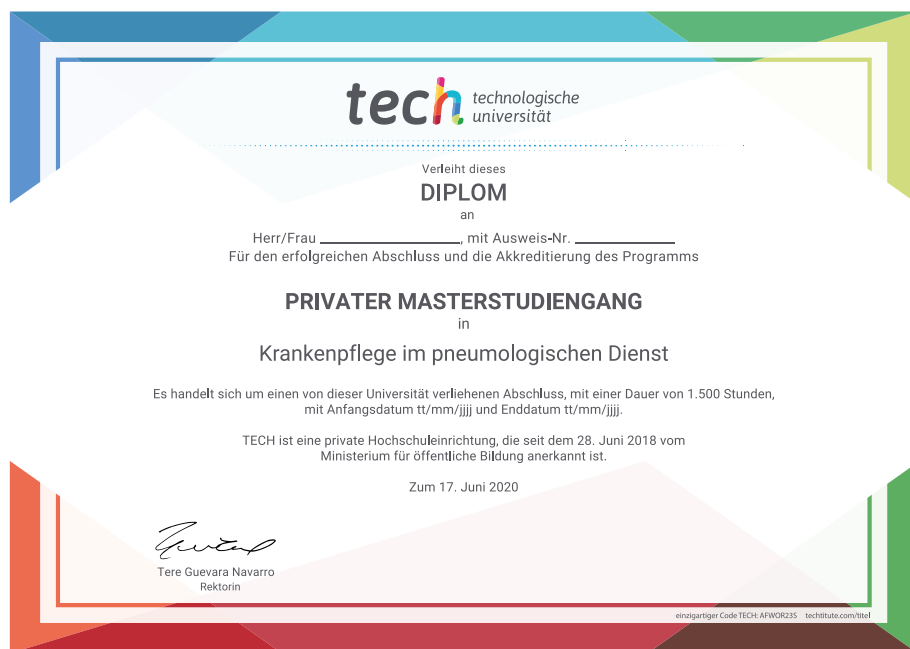 tech technologische
universität
Verleiht dieses
DIPLOM
an
Herr/Frau ____________________, mit Ausweis-Nr. ______________
Für den erfolgreichen Abschluss und die Akkreditierung des Programms
PRIVATER MASTERSTUDIENGANG
in
Krankenpflege im pneumologischen Dienst
Es handelt sich um einen von dieser Universität verliehenen Abschluss, mit einer Dauer von 1.500 Stunden,
mit Anfangsdatum tt/mm/jjjj und Enddatum tt/mm/jjjj.
TECH ist eine private Hochschuleinrichtung, die seit dem 28. Juni 2018 vom
Ministerium für öffentliche Bildung anerkannt ist.
Zum 17. Juni 2020
Tere Guevara Navarro
Rektorin
einzigartiger Code TECH: AFWOR23S techtitute.com/titel